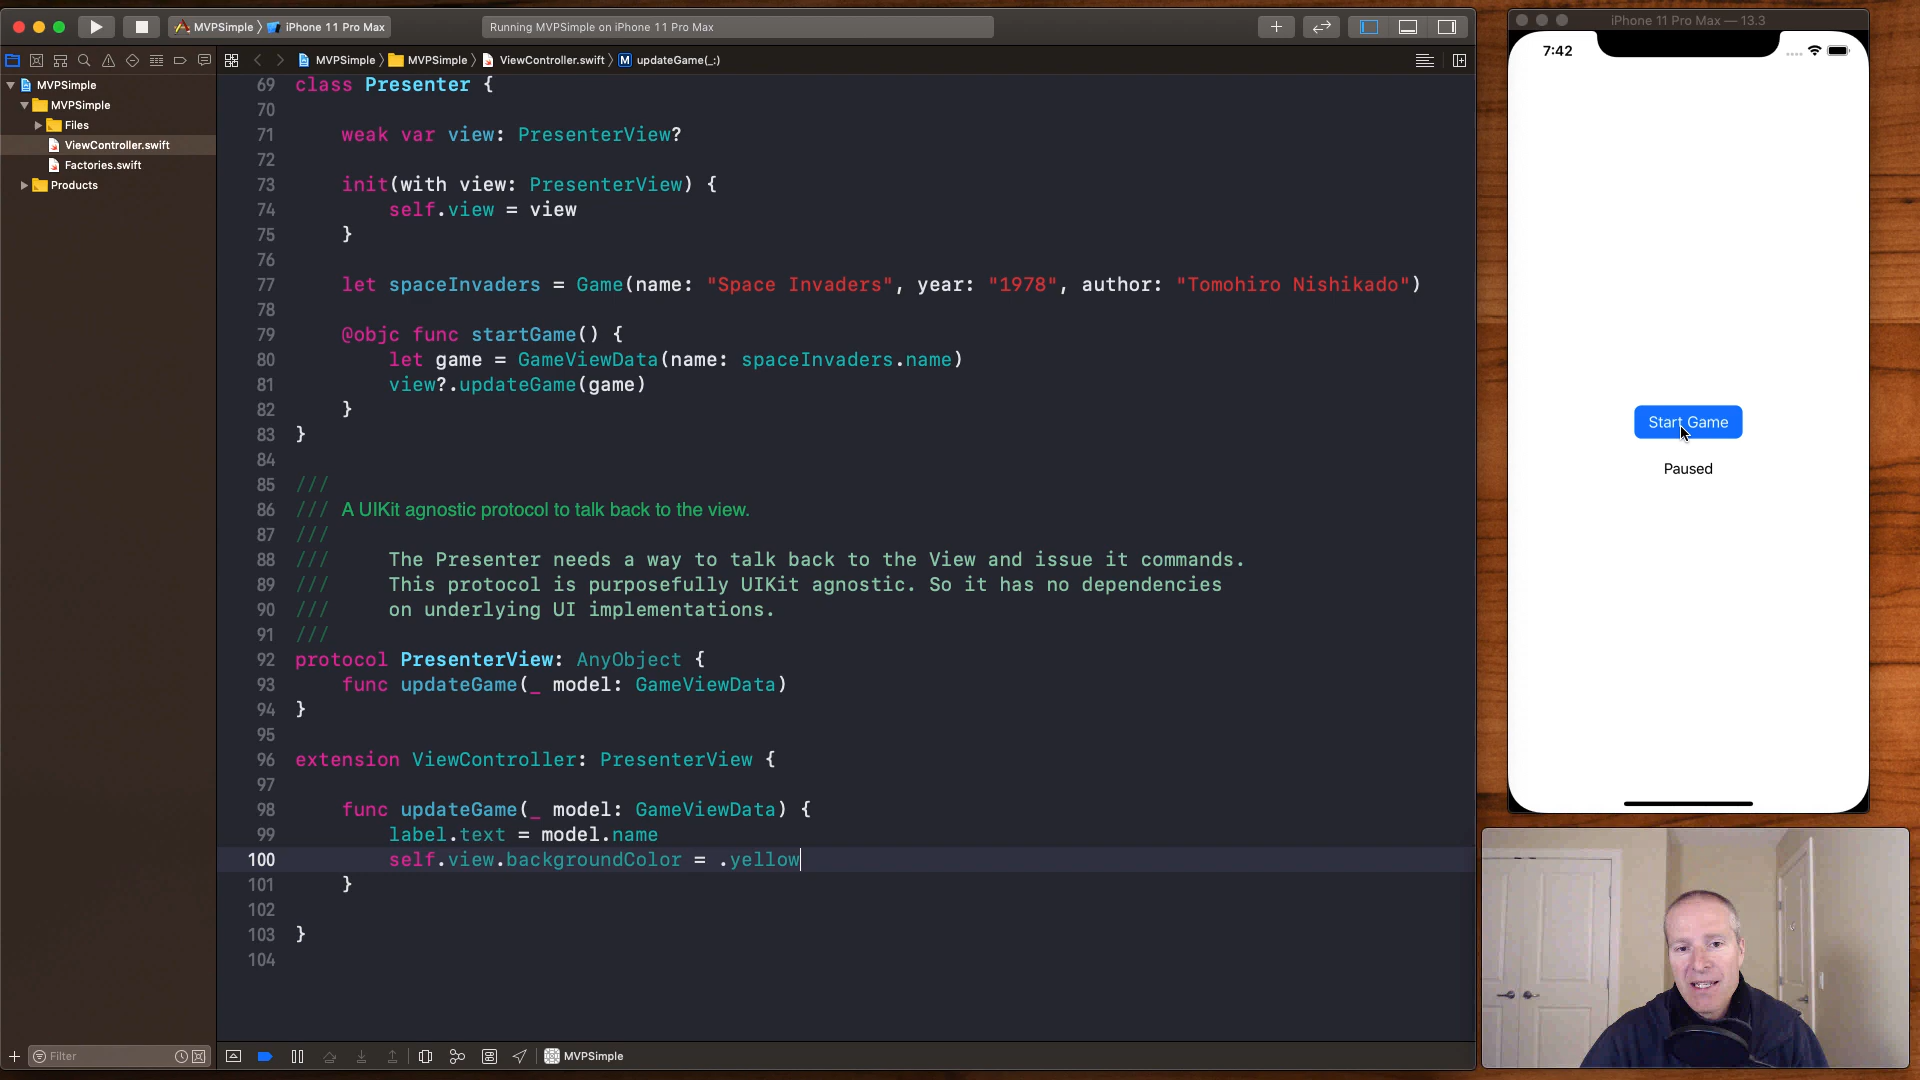 MVPSimple
iPhone 11 Pro Max
Running MVPSimple on iPhone 11 Pro Max
MVPSimple
MVPSimple
ViewController.swift
M
updateGame(_:)
MVPSimple
MVPSimple
Files
ViewController.swift
Factories.swift
Products
69 class Presenter {
70
71 weak var view: PresenterView?
72
73 init(with view: PresenterView) {
74 self.view = view
75 }
76
77 let spaceInvaders = Game(name: "Space Invaders", year: "1978", author: "Tomohiro Nishikado")
78
79 @objc func startGame() {
80 let game = GameViewData(name: spaceInvaders.name)
81 view?.updateGame(game)
82 }
83 }
84
85 ///
86 /// A UIKit agnostic protocol to talk back to the view.
87 ///
88 /// The Presenter needs a way to talk back to the View and issue it commands.
89 /// This protocol is purposefully UIKit agnostic. So it has no dependencies
90 /// on underlying UI implementations.
91 ///
92 protocol PresenterView: AnyObject {
93 func updateGame(_ model: GameViewData)
94 }
95
96 extension ViewController: PresenterView {
97
98 func updateGame(_ model: GameViewData) {
99 label.text = model.name
100 self.view.backgroundColor = .yellow
101 }
102
103 }
104
Filter
MVPSimple
iPhone 11 Pro Max — 13.3
7:42
Start Game
Paused